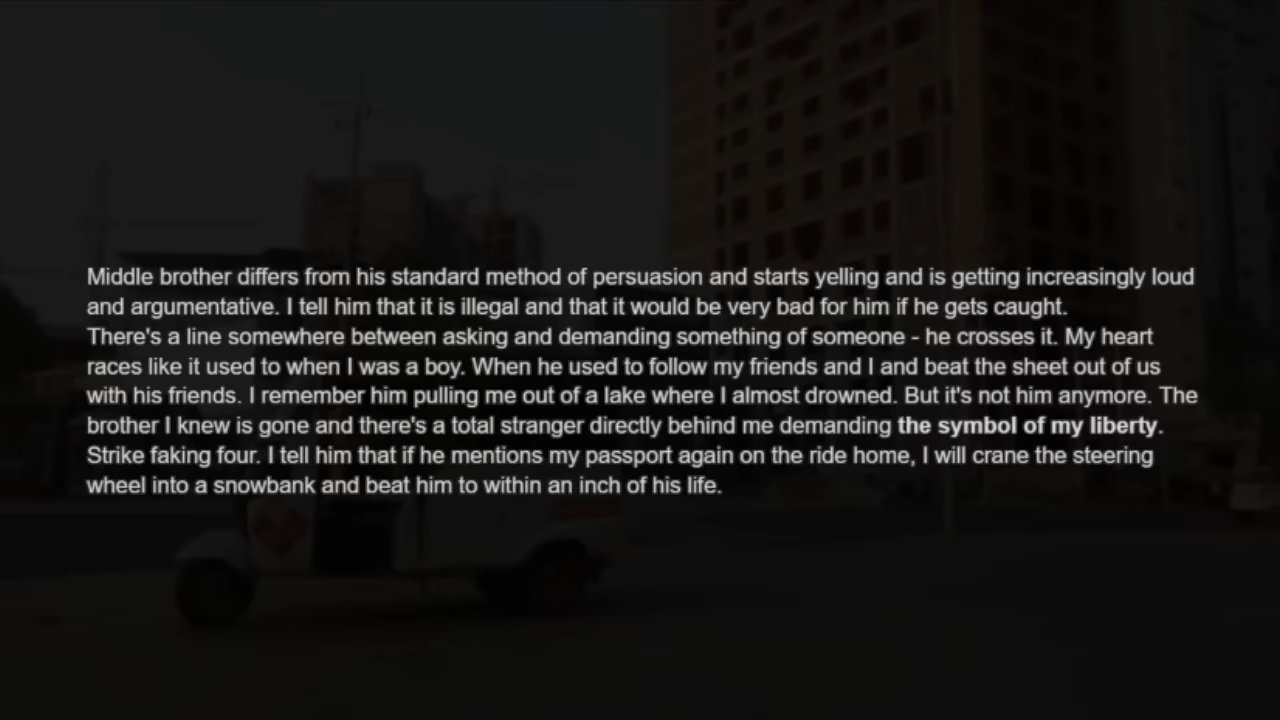 Middle brother differs from his standard method of persuasion and starts yelling and is getting increasingly loud
and argumentative. I tell him that it is illegal and that it would be very bad for him if he gets caught.
There's a line somewhere between asking and demanding something of someone - he crosses it. My heart
races like it used to when I was a boy. When he used to follow my friends and I and beat the sheet out of us
with his friends. I remember him pulling me out of a lake where I almost drowned. But it's not him anymore. The
brother I knew is gone and there's a total stranger directly behind me demanding the symbol of my liberty.
Strike faking four. I tell him that if he mentions my passport again on the ride home, I will crane the steering
wheel into a snowbank and beat him to within an inch of his life.